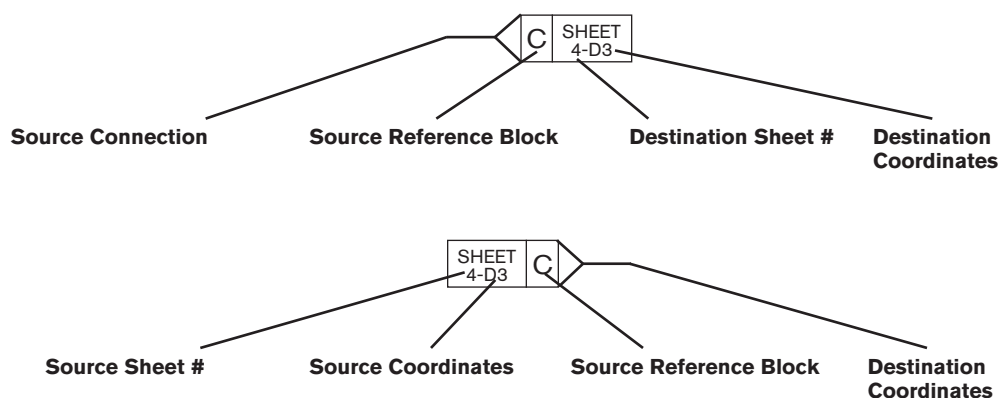 C SHEET
4-D3
Source Connection Source Reference Block Destination Sheet # Destination
Coordinates
SHEET C
4-D3
Source Sheet # Source Coordinates Source Reference Block Destination
Coordinates